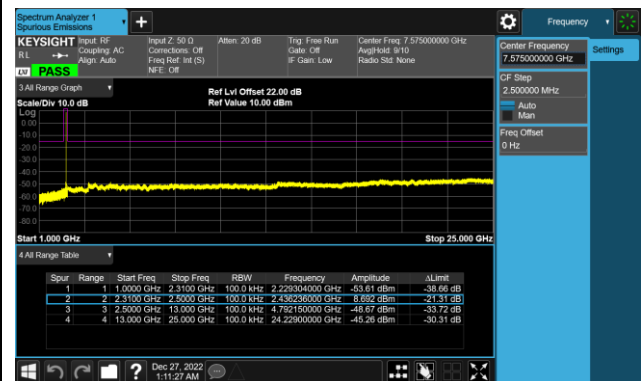 Spectrum Analyzer 1
Spurious Emissions
Frequency
KEYSIGHT
Input: RF
Coupling: AC
Align: Auto
Input Z: 50 Ω
Corrections: Off
Freq Ref: Int (S)
NFE: Off
Atten: 20 dB
Trig: Free Run
Gate: Off
IF Gain: Low
Center Freq: 7.575000000 GHz
Avg|Hold: 9/10
Radio Std: None
R L
LXI
PASS
Center Frequency
7.575000000 GHz
Settings
CF Step
2.500000 MHz
Auto
Man
Freq Offset
0 Hz
3 All Range Graph
Scale/Div 10.0 dB
Ref Lvl Offset 22.00 dB
Ref Value 10.00 dBm
Log
0.00
-10.0
-20.0
-30.0
-40.0
-50.0
-60.0
-70.0
-80.0
Start 1.000 GHz
Stop 25.000 GHz
4 All Range Table
Spur Range Start Freq Stop Freq RBW Frequency Amplitude ΔLimit
1 1 1.0000 GHz 2.3100 GHz 100.0 kHz 2.229304000 GHz -53.61 dBm -38.66 dB
2 2 2.3100 GHz 2.5000 GHz 100.0 kHz 2.436236000 GHz 8.692 dBm -21.31 dB
3 3 2.5000 GHz 13.000 GHz 100.0 kHz 4.792150000 GHz -48.67 dBm -33.72 dB
4 4 13.000 GHz 25.000 GHz 100.0 kHz 24.22900000 GHz -45.26 dBm -30.31 dB
?
Dec 27, 2022
1:11:27 AM